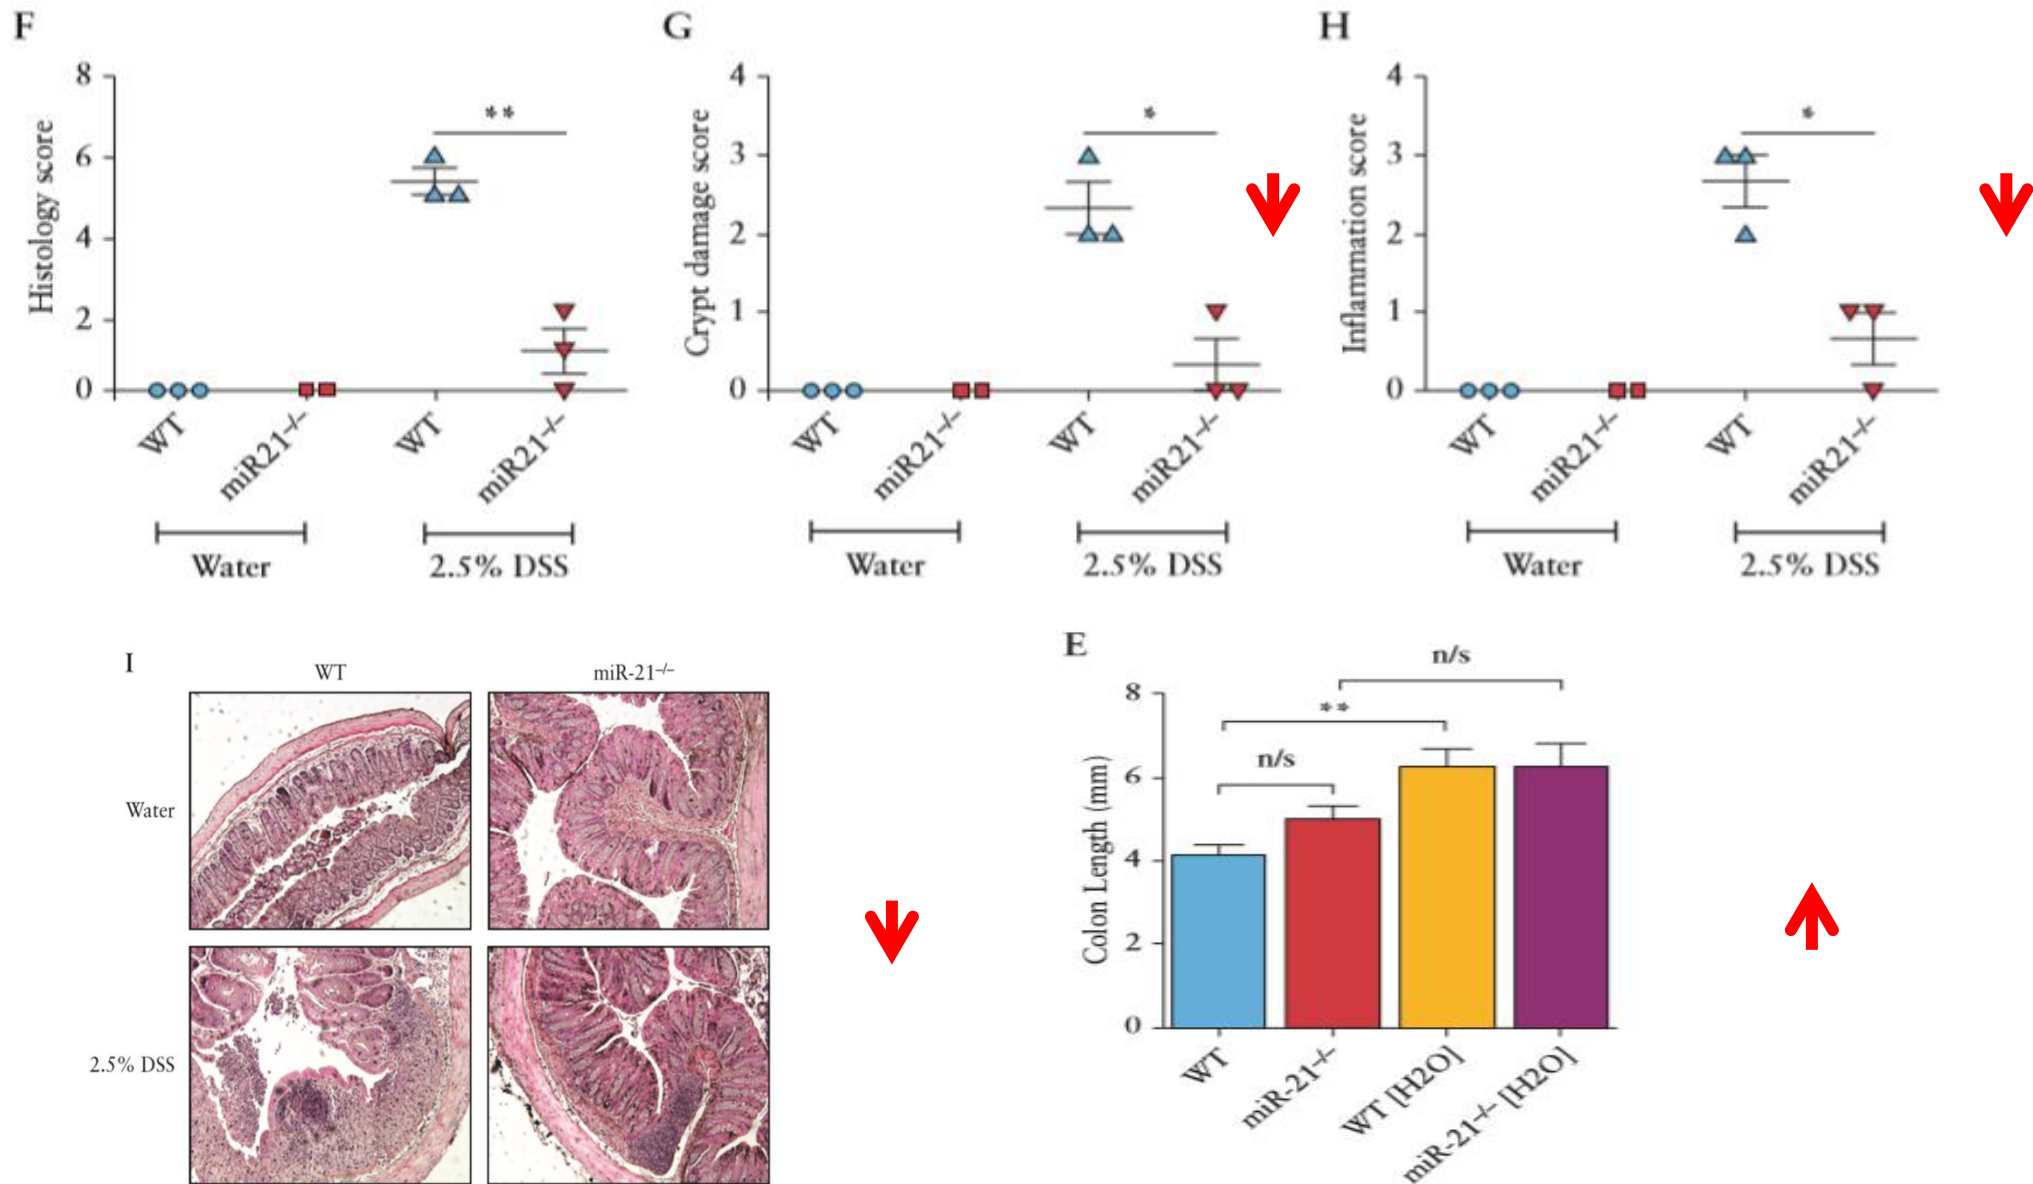 F
8
6
4
2
0
Histology score
**
WT
miR21⁻/⁻
WT
miR21⁻/⁻
Water
2.5% DSS
G
4
3
2
1
0
Crypt damage score
*
WT
miR21⁻/⁻
WT
miR21⁻/⁻
Water
2.5% DSS
H
4
3
2
1
0
Inflammation score
*
WT
miR21⁻/⁻
WT
miR21⁻/⁻
Water
2.5% DSS
I
WT
miR-21⁻/⁻
Water
2.5% DSS
E
8
6
4
2
0
Colon Length (mm)
n/s
**
n/s
WT
miR-21⁻/⁻
WT [H2O]
miR-21⁻/⁻ [H2O]